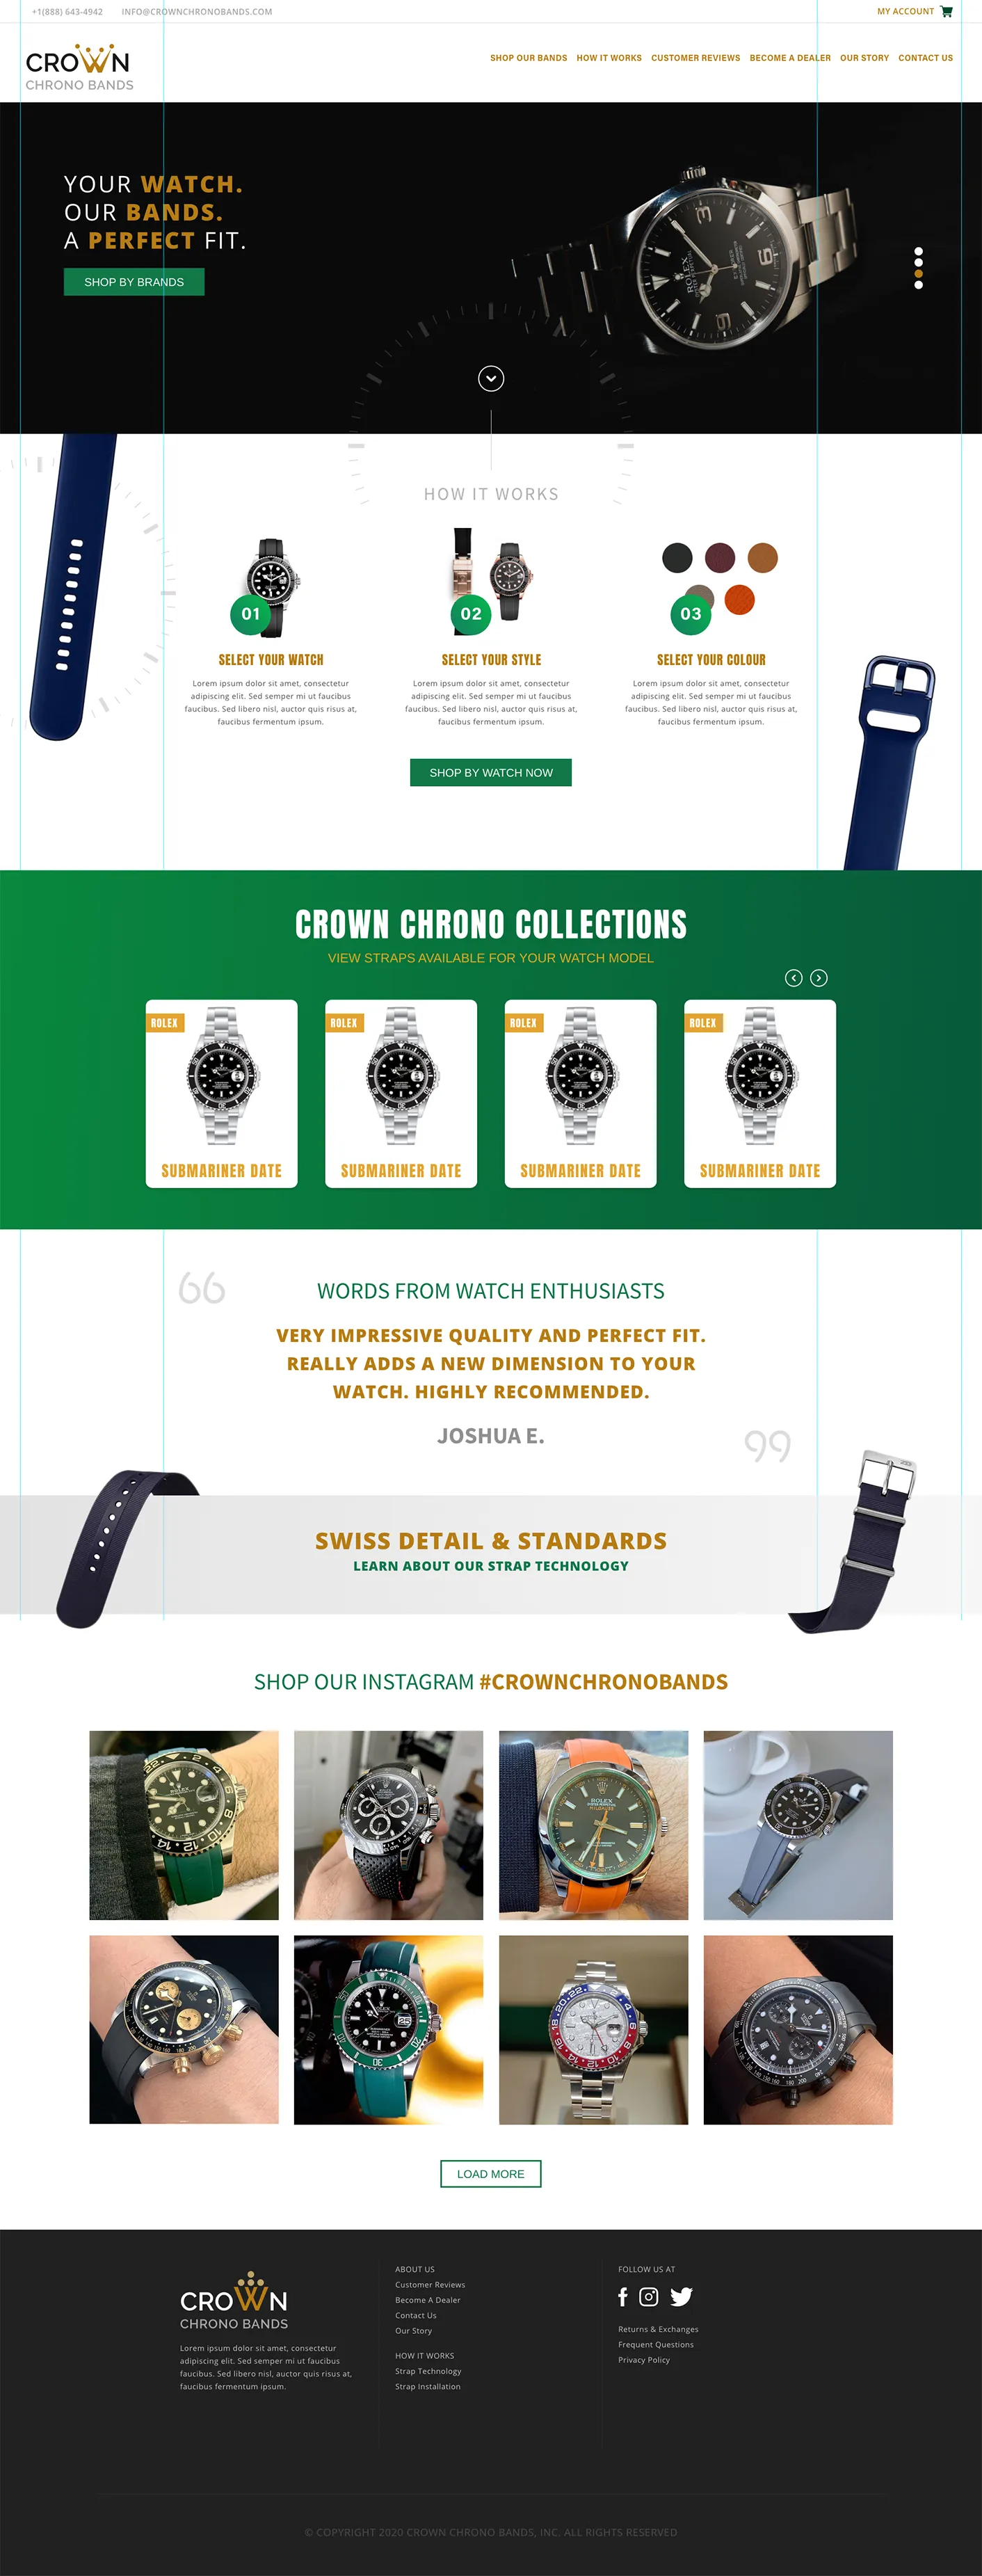 +1(888) 643-4942 INFO@CROWNCHRONOBANDS.COM MY ACCOUNT
CROWN
CHRONO BANDS
SHOP OUR BANDS HOW IT WORKS CUSTOMER REVIEWS BECOME A DEALER OUR STORY CONTACT US
YOUR WATCH.
OUR BANDS.
A PERFECT FIT.
SHOP BY BRANDS
ROLEX
HOW IT WORKS
01
SELECT YOUR WATCH
Lorem ipsum dolor sit amet, consectetur
adipiscing elit. Sed semper mi ut faucibus
faucibus. Sed libero nisl, auctor quis risus at,
faucibus fermentum ipsum.
02
SELECT YOUR STYLE
Lorem ipsum dolor sit amet, consectetur
adipiscing elit. Sed semper mi ut faucibus
faucibus. Sed libero nisl, auctor quis risus at,
faucibus fermentum ipsum.
03
SELECT YOUR COLOUR
Lorem ipsum dolor sit amet, consectetur
adipiscing elit. Sed semper mi ut faucibus
faucibus. Sed libero nisl, auctor quis risus at,
faucibus fermentum ipsum.
SHOP BY WATCH NOW
CROWN CHRONO COLLECTIONS
VIEW STRAPS AVAILABLE FOR YOUR WATCH MODEL
ROLEX
SUBMARINER DATE
ROLEX
SUBMARINER DATE
ROLEX
SUBMARINER DATE
ROLEX
SUBMARINER DATE
WORDS FROM WATCH ENTHUSIASTS
VERY IMPRESSIVE QUALITY AND PERFECT FIT.
REALLY ADDS A NEW DIMENSION TO YOUR
WATCH. HIGHLY RECOMMENDED.
JOSHUA E.
SWISS DETAIL & STANDARDS
LEARN ABOUT OUR STRAP TECHNOLOGY
SHOP OUR INSTAGRAM #CROWNCHRONOBANDS
ROLEX
ROLEX
MILGAUSS
LOAD MORE
CROWN
CHRONO BANDS
Lorem ipsum dolor sit amet, consectetur
adipiscing elit. Sed semper mi ut faucibus
faucibus. Sed libero nisl, auctor quis risus at,
faucibus fermentum ipsum.
ABOUT US
Customer Reviews
Become A Dealer
Contact Us
Our Story
HOW IT WORKS
Strap Technology
Strap Installation
FOLLOW US AT
Returns & Exchanges
Frequent Questions
Privacy Policy
© COPYRIGHT 2020 CROWN CHRONO BANDS, INC. ALL RIGHTS RESERVED